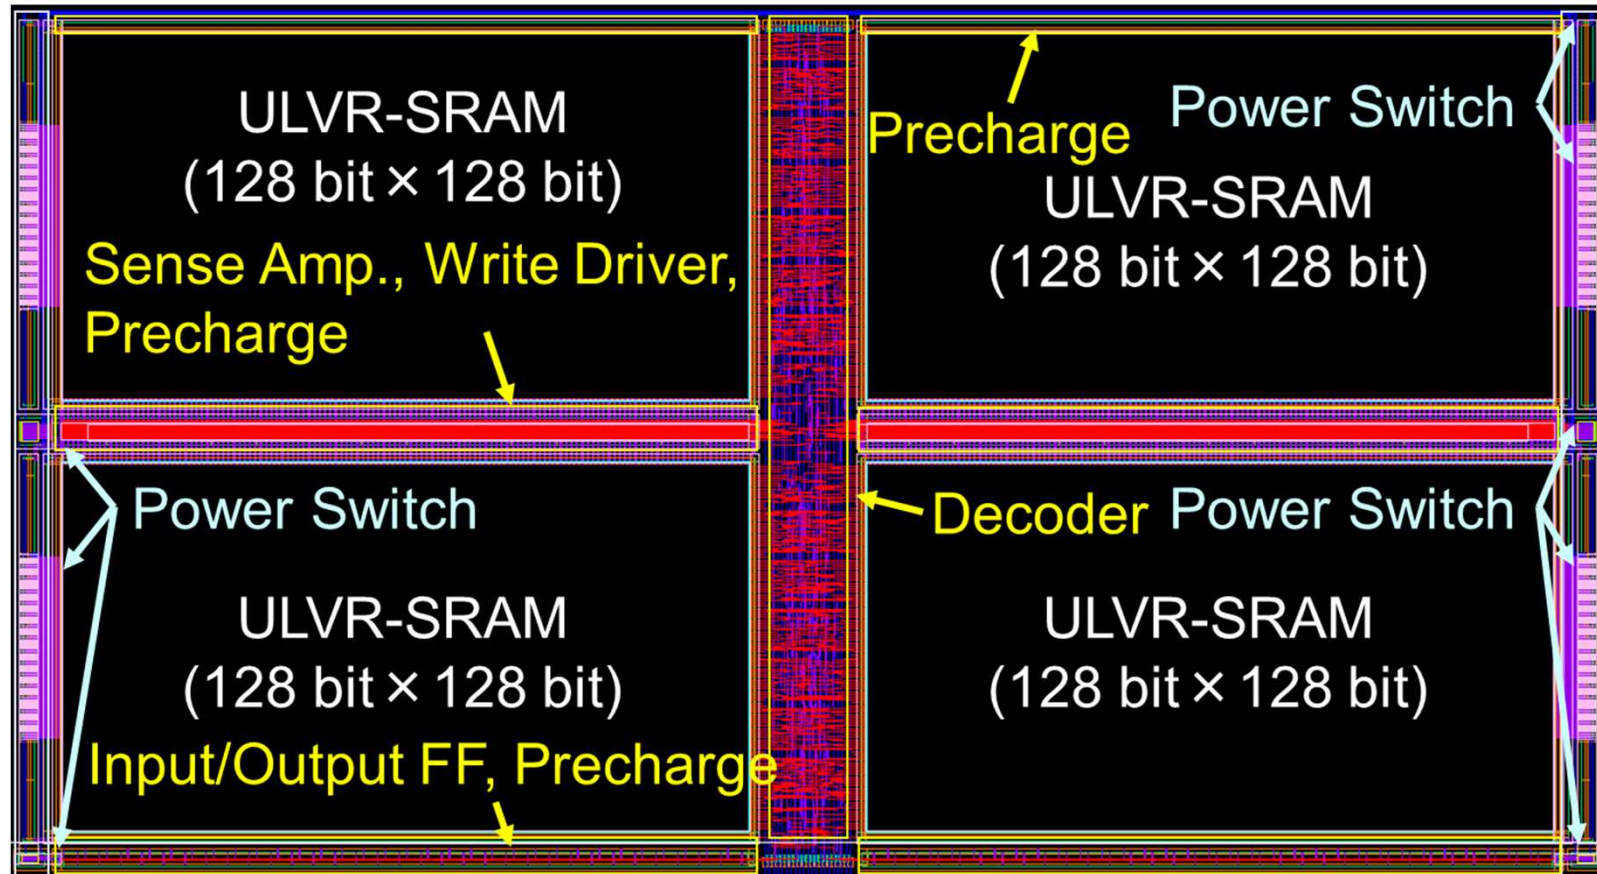 ULVR-SRAM
(128 bit × 128 bit)
Sense Amp., Write Driver,
Precharge
Precharge
Power Switch
ULVR-SRAM
(128 bit × 128 bit)
Power Switch
Decoder
Power Switch
ULVR-SRAM
(128 bit × 128 bit)
Input/Output FF, Precharge
ULVR-SRAM
(128 bit × 128 bit)